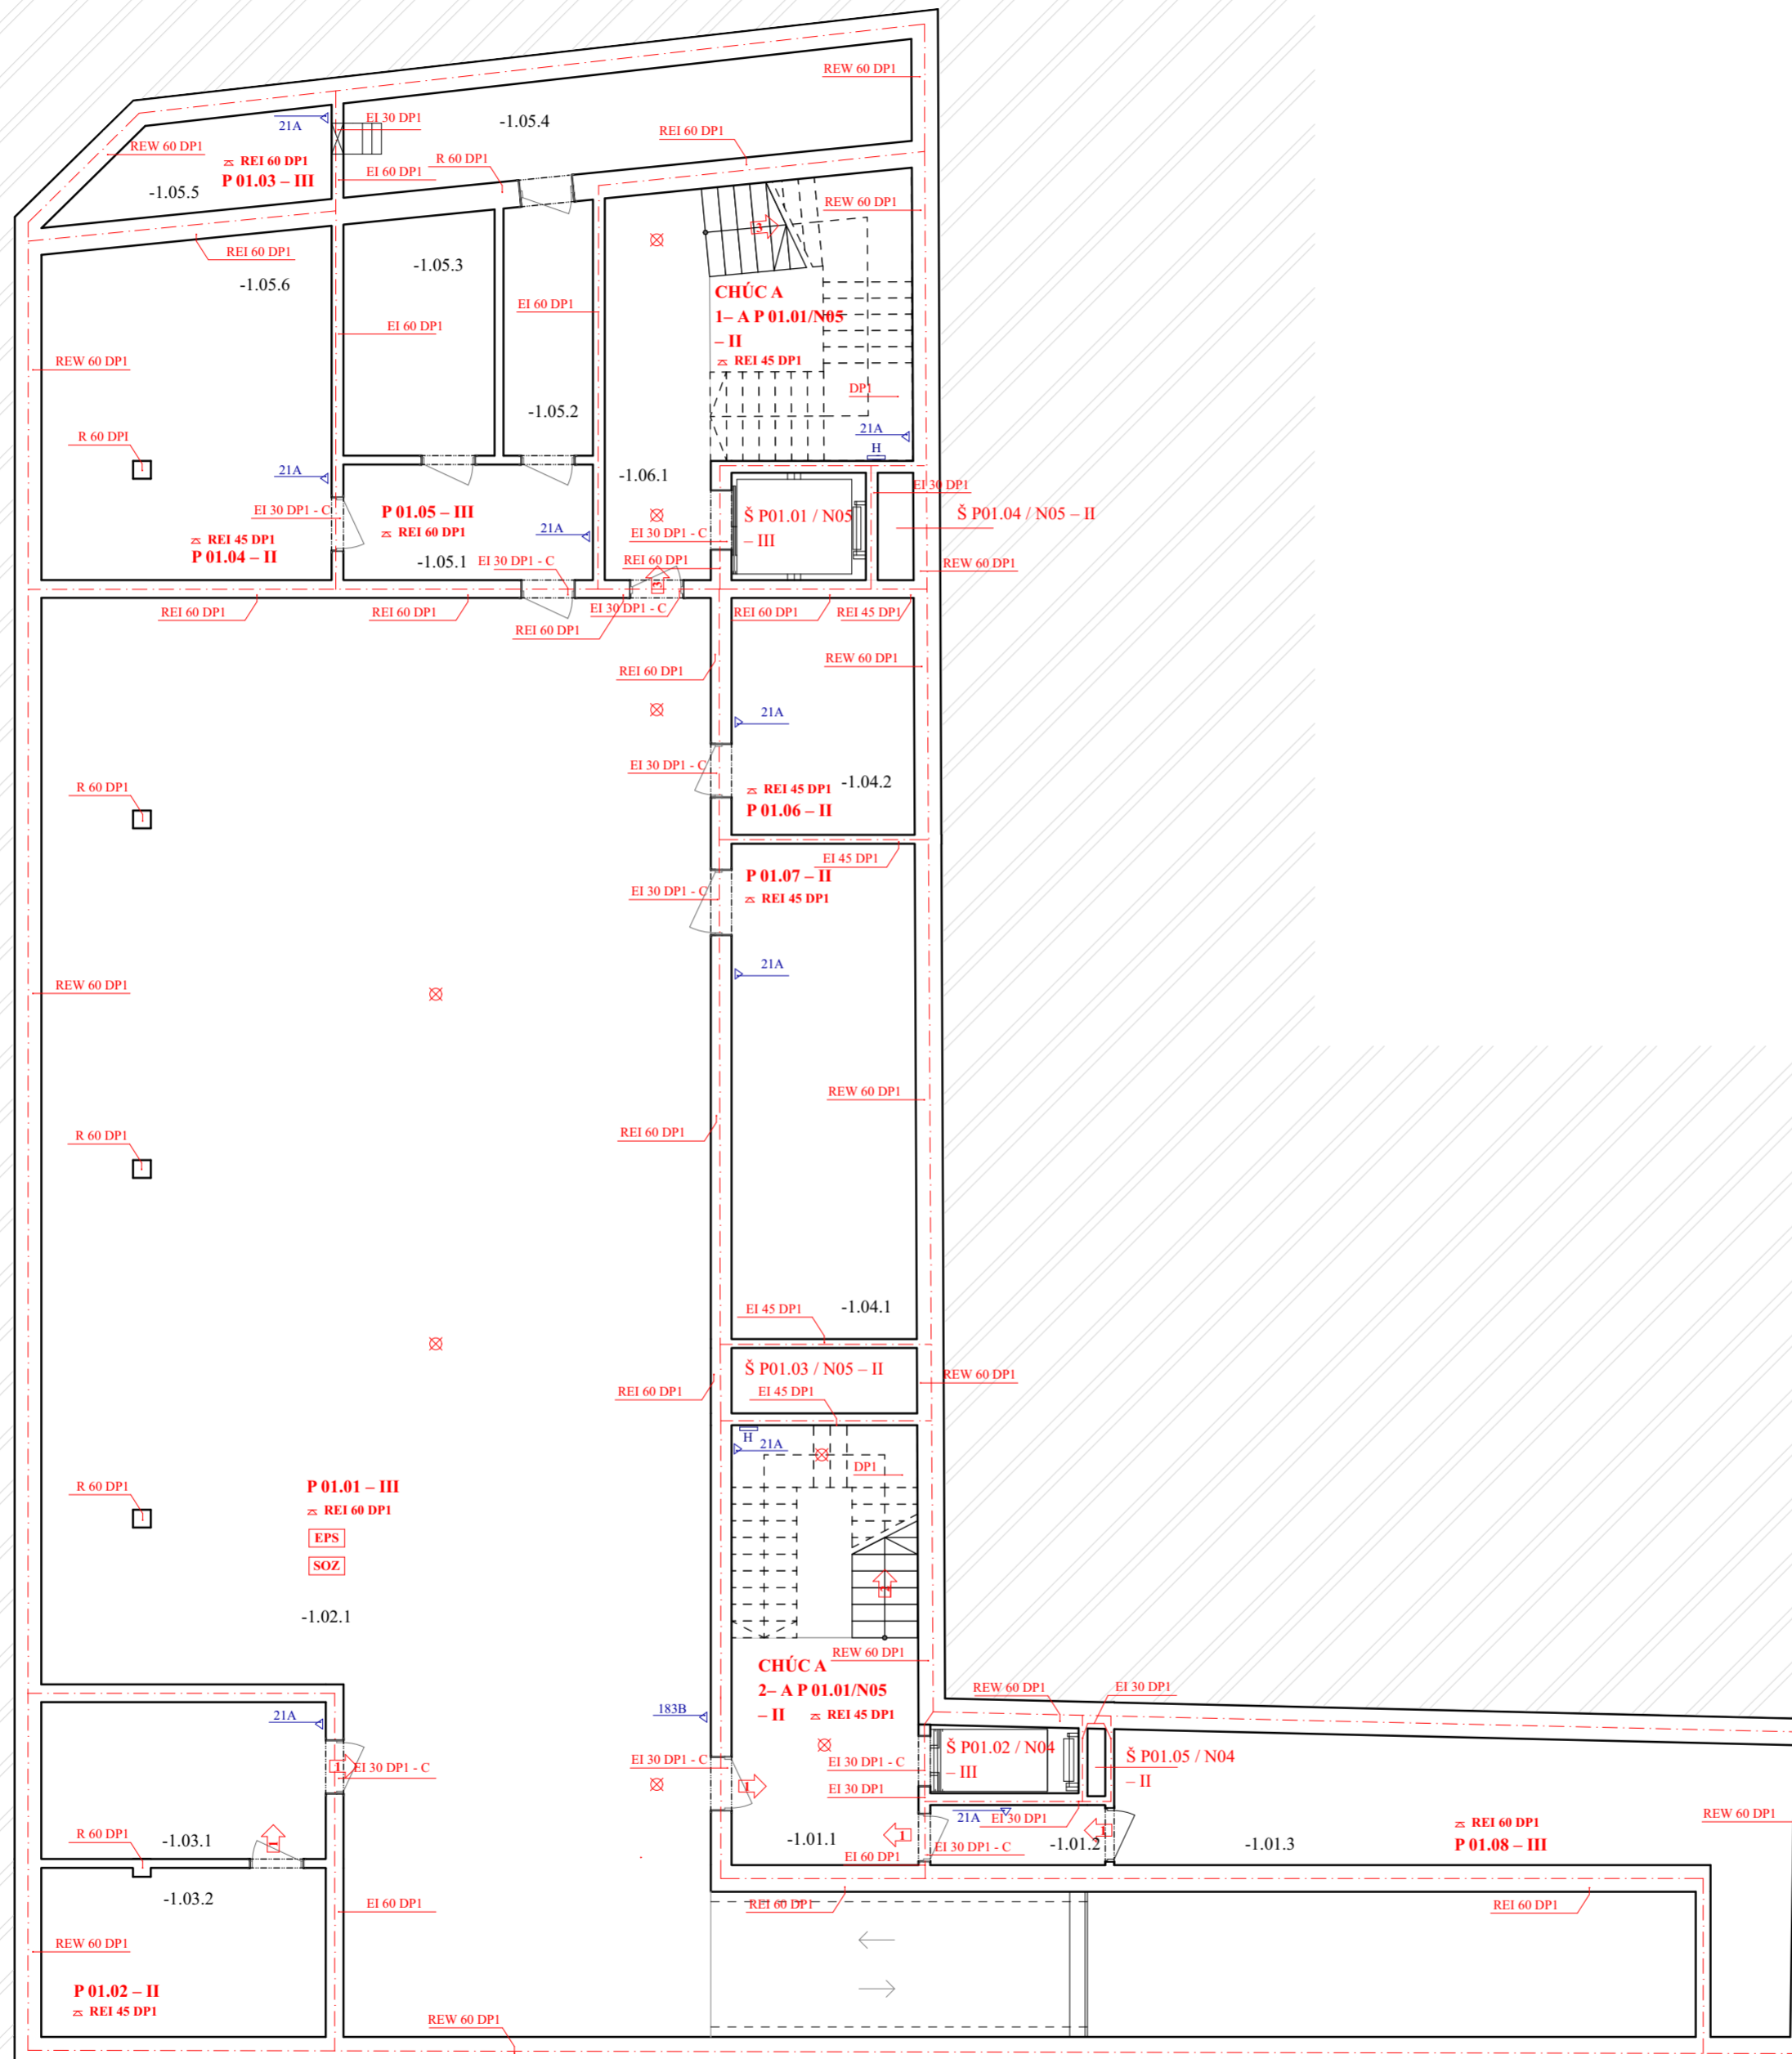 REW 60 DP1
21A
EI 30 DP1
-1.05.4
REI 60 DP1
REW 60 DP1
REI 60 DP1
P 01.03 – III
-1.05.5
EI 60 DP1
R 60 DP1
REW 60 DP1
REI 60 DP1
-1.05.6
-1.05.3
3
CHÚC A
1– A P 01.01/N05
– II
REI 45 DP1
EI 60 DP1
EI 60 DP1
REW 60 DP1
DP1
-1.05.2
R 60 DPI
21A
21A
H
-1.06.1
EI 30 DP1
EI 30 DP1 - C
P 01.05 – III
REI 60 DP1
21A
Š P01.01 / N05
– III
Š P01.04 / N05 – II
EI 30 DP1 - C
REI 45 DP1
P 01.04 – II
-1.05.1
EI 30 DP1 - C
REI 60 DP1
REW 60 DP1
3
REI 60 DP1
REI 60 DP1
EI 30 DP1 - C
REI 60 DP1
REI 60 DP1
REI 45 DP1
REI 60 DP1
REW 60 DP1
21A
EI 30 DP1 - C
R 60 DP1
-1.04.2
REI 45 DP1
P 01.06 – II
EI 45 DP1
P 01.07 – II
REI 45 DP1
EI 30 DP1 - C
21A
REW 60 DP1
REW 60 DP1
REI 60 DP1
R 60 DP1
-1.04.1
EI 45 DP1
Š P01.03 / N05 – II
REW 60 DP1
REI 60 DP1
EI 45 DP1
H
21A
DP1
R 60 DP1
P 01.01 – III
REI 60 DP1
EPS
SOZ
-1.02.1
REW 60 DP1
CHÚC A
2– A P 01.01/N05
– II
REI 45 DP1
REW 60 DP1
EI 30 DP1
183B
21A
EI 30 DP1 - C
1
EI 30 DP1 - C
1
EI 30 DP1 - C
Š P01.02 / N04
– III
Š P01.05 / N04
– II
EI 30 DP1
21A
EI 30 DP1
REW 60 DP1
R 60 DP1
-1.03.1
1
-1.01.1
1
EI 30 DP1 - C
-1.01.2
-1.01.3
REI 60 DP1
P 01.08 – III
EI 60 DP1
-1.03.2
EI 60 DP1
REI 60 DP1
REI 60 DP1
REW 60 DP1
P 01.02 – II
REI 45 DP1
REW 60 DP1